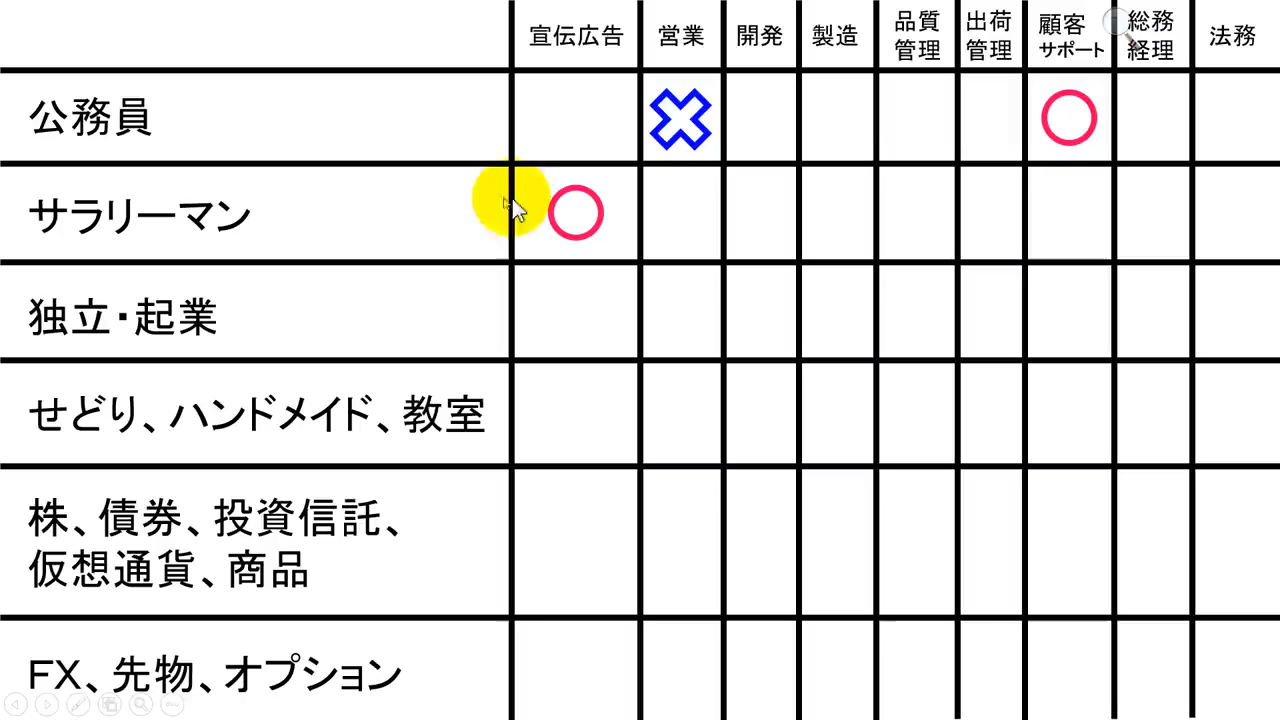 宣伝広告 営業 開発 製造 品質管理 出荷管理 顧客サポート 総務経理 法務
公務員
サラリーマン
独立・起業
せどり、ハンドメイド、教室
株、債券、投資信託、
仮想通貨、商品
FX、先物、オプション